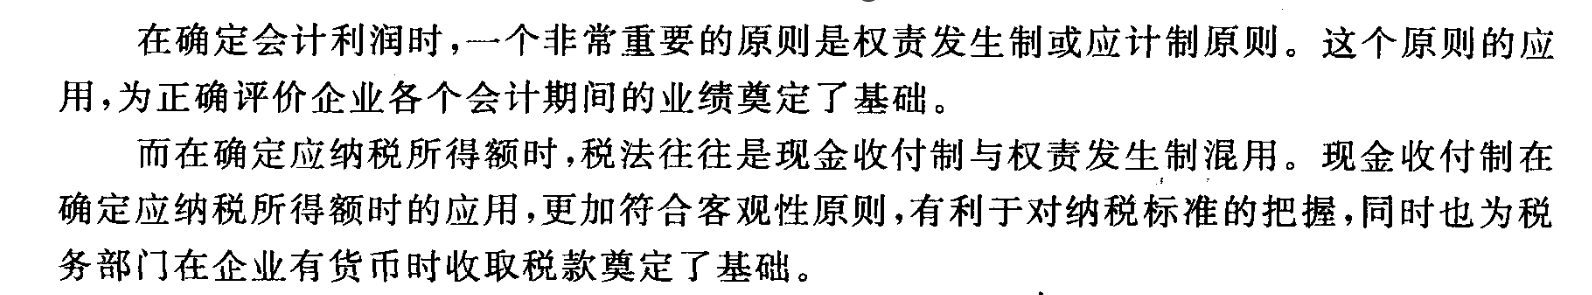 在确定会计利润时,一个非常重要的原则是权责发生制或应计制原则。这个原则的应
用,为正确评价企业各个会计期间的业绩奠定了基础。
而在确定应纳税所得额时,税法往往是现金收付制与权责发生制混用。现金收付制在
确定应纳税所得额时的应用,更加符合客观性原则,有利于对纳税标准的把握,同时也为税
务部门在企业有货币时收取税款奠定了基础。